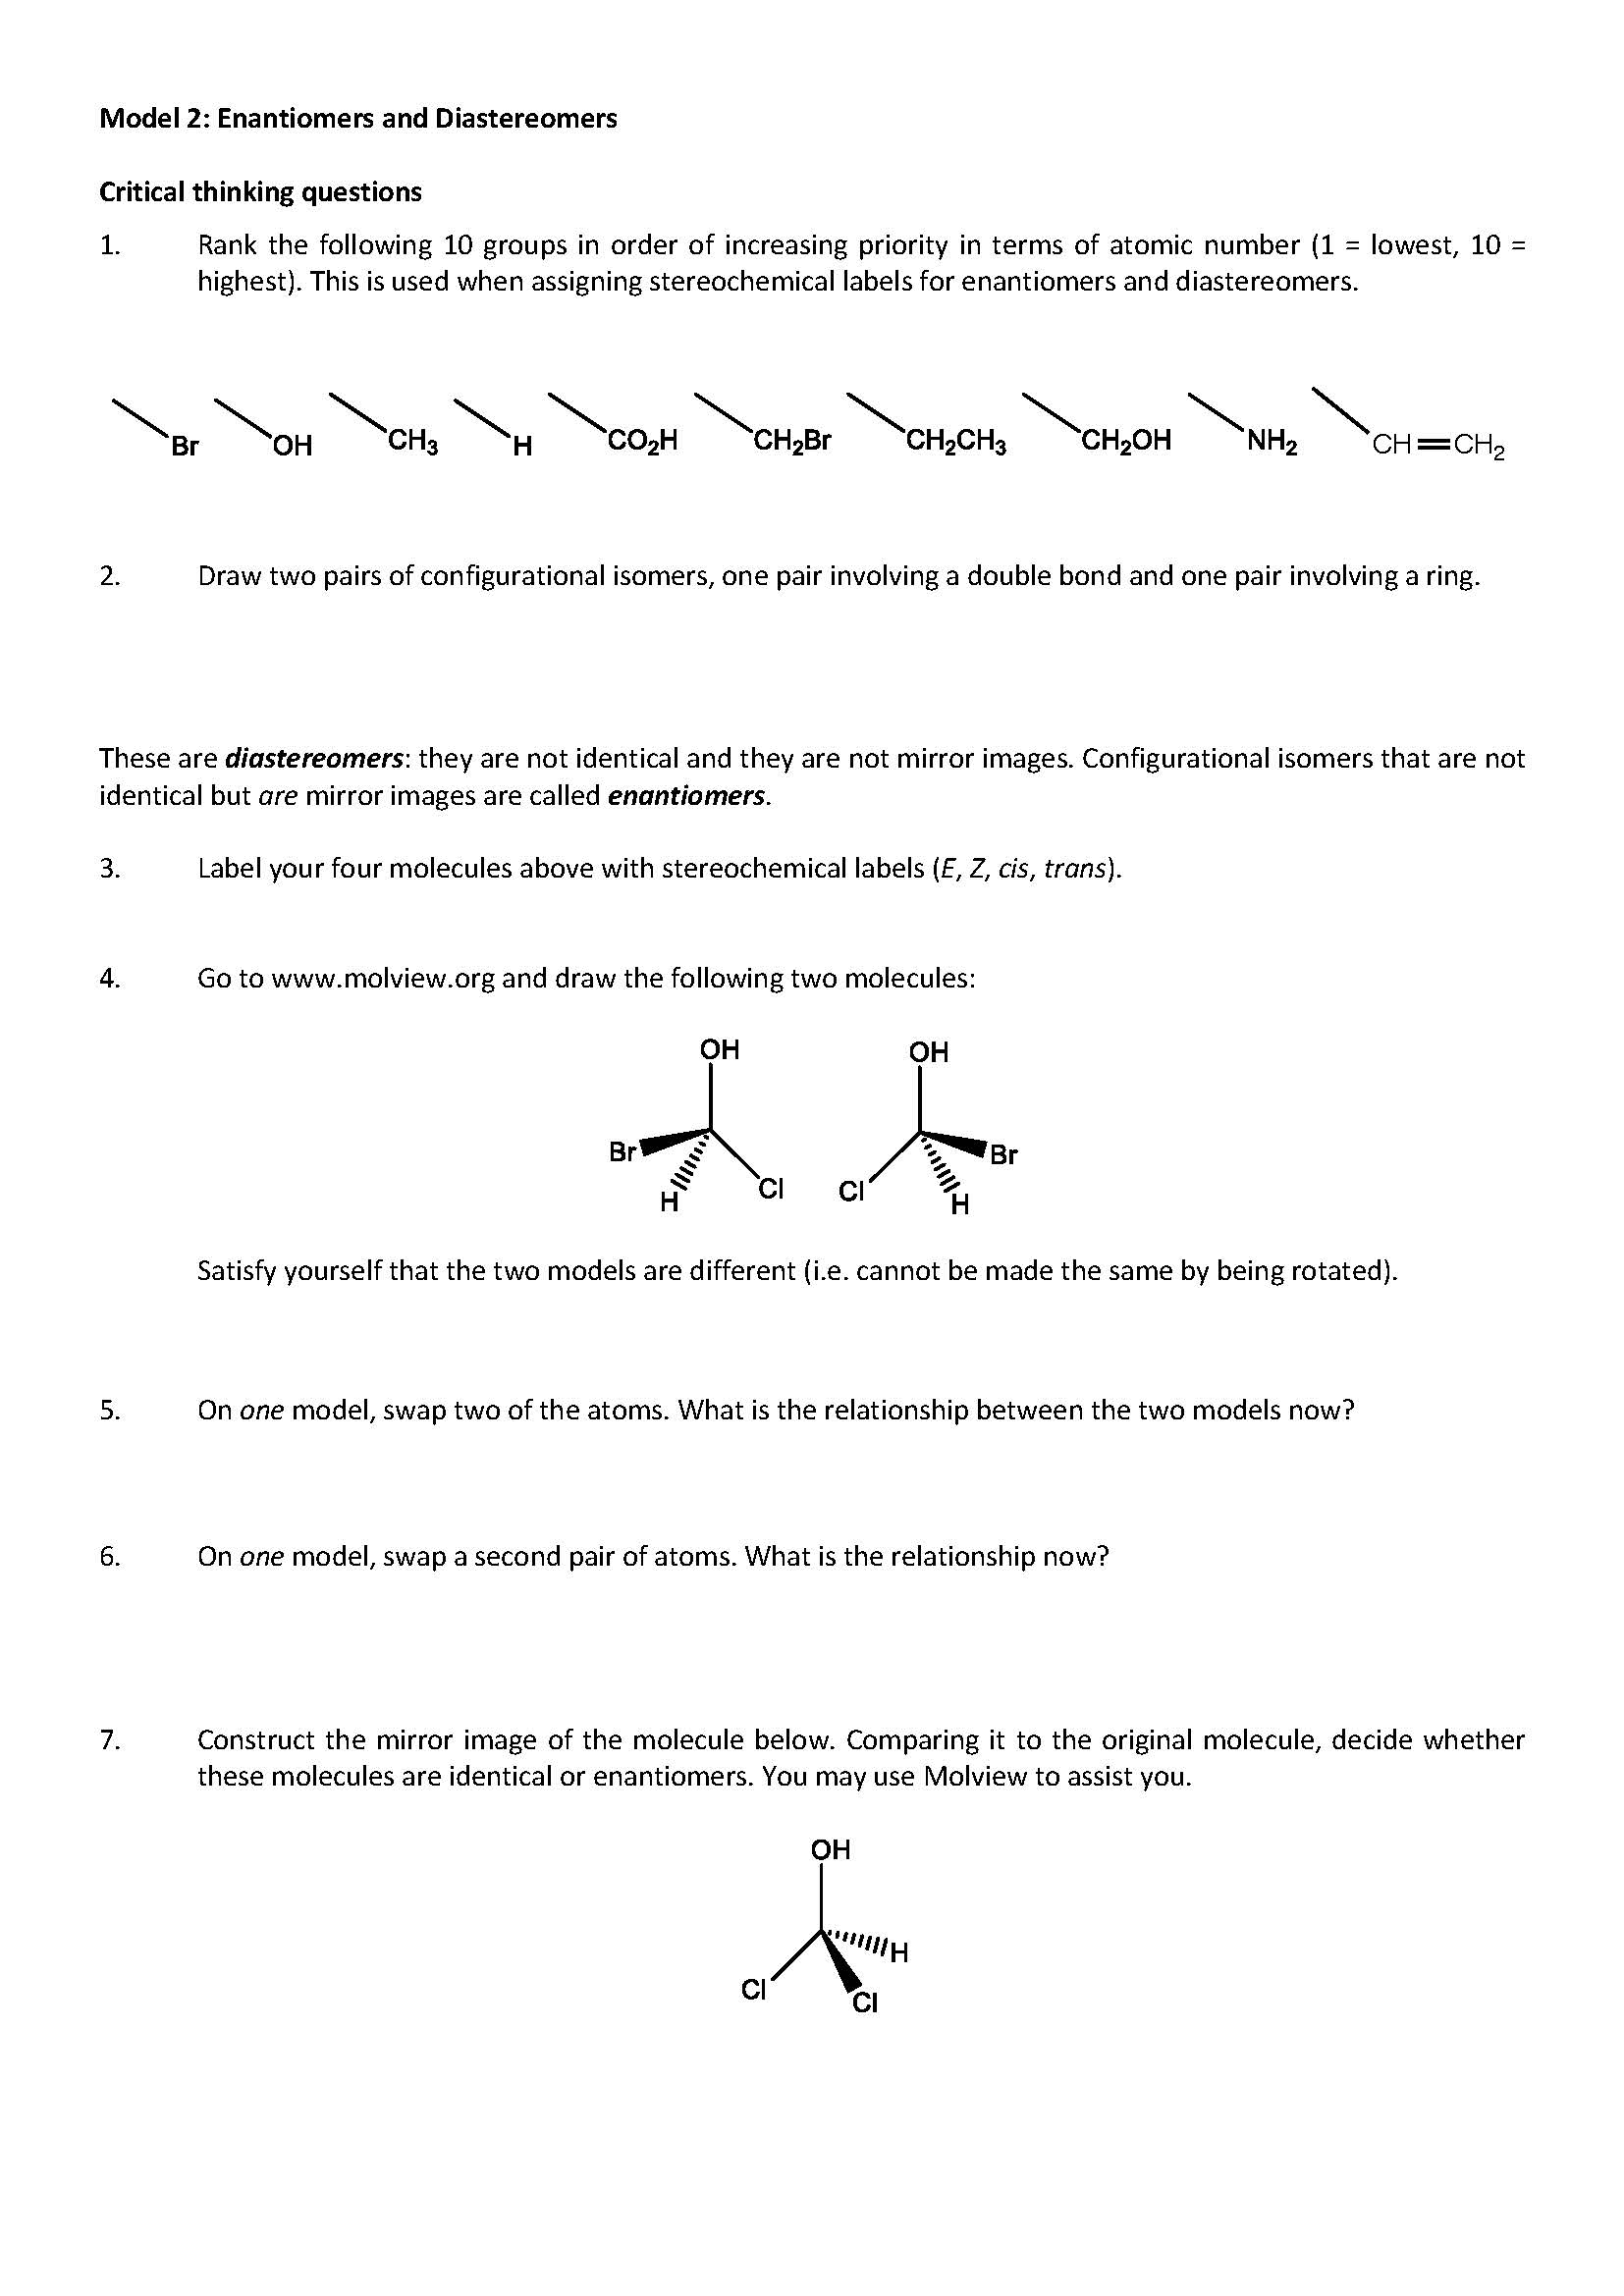 Model 2: Enantiomers and Diastereomers
Critical thinking questions
1. Rank the following 10 groups in order of increasing priority in terms of atomic number (1 = lowest, 10 =
highest). This is used when assigning stereochemical labels for enantiomers and diastereomers.
Br OH CH3 H CO2H CH2Br CH2CH3 CH2OH NH2 CH=CH2
2. Draw two pairs of configurational isomers, one pair involving a double bond and one pair involving a ring.
These are diastereomers: they are not identical and they are not mirror images. Configurational isomers that are not
identical but are mirror images are called enantiomers.
3. Label your four molecules above with stereochemical labels (E, Z, cis, trans).
4. Go to www.molview.org and draw the following two molecules:
OH OH
Br Br
Cl Cl
H H
Satisfy yourself that the two models are different (i.e. cannot be made the same by being rotated).
5. On one model, swap two of the atoms. What is the relationship between the two models now?
6. On one model, swap a second pair of atoms. What is the relationship now?
7. Construct the mirror image of the molecule below. Comparing it to the original molecule, decide whether
these molecules are identical or enantiomers. You may use Molview to assist you.
OH
H
Cl
Cl